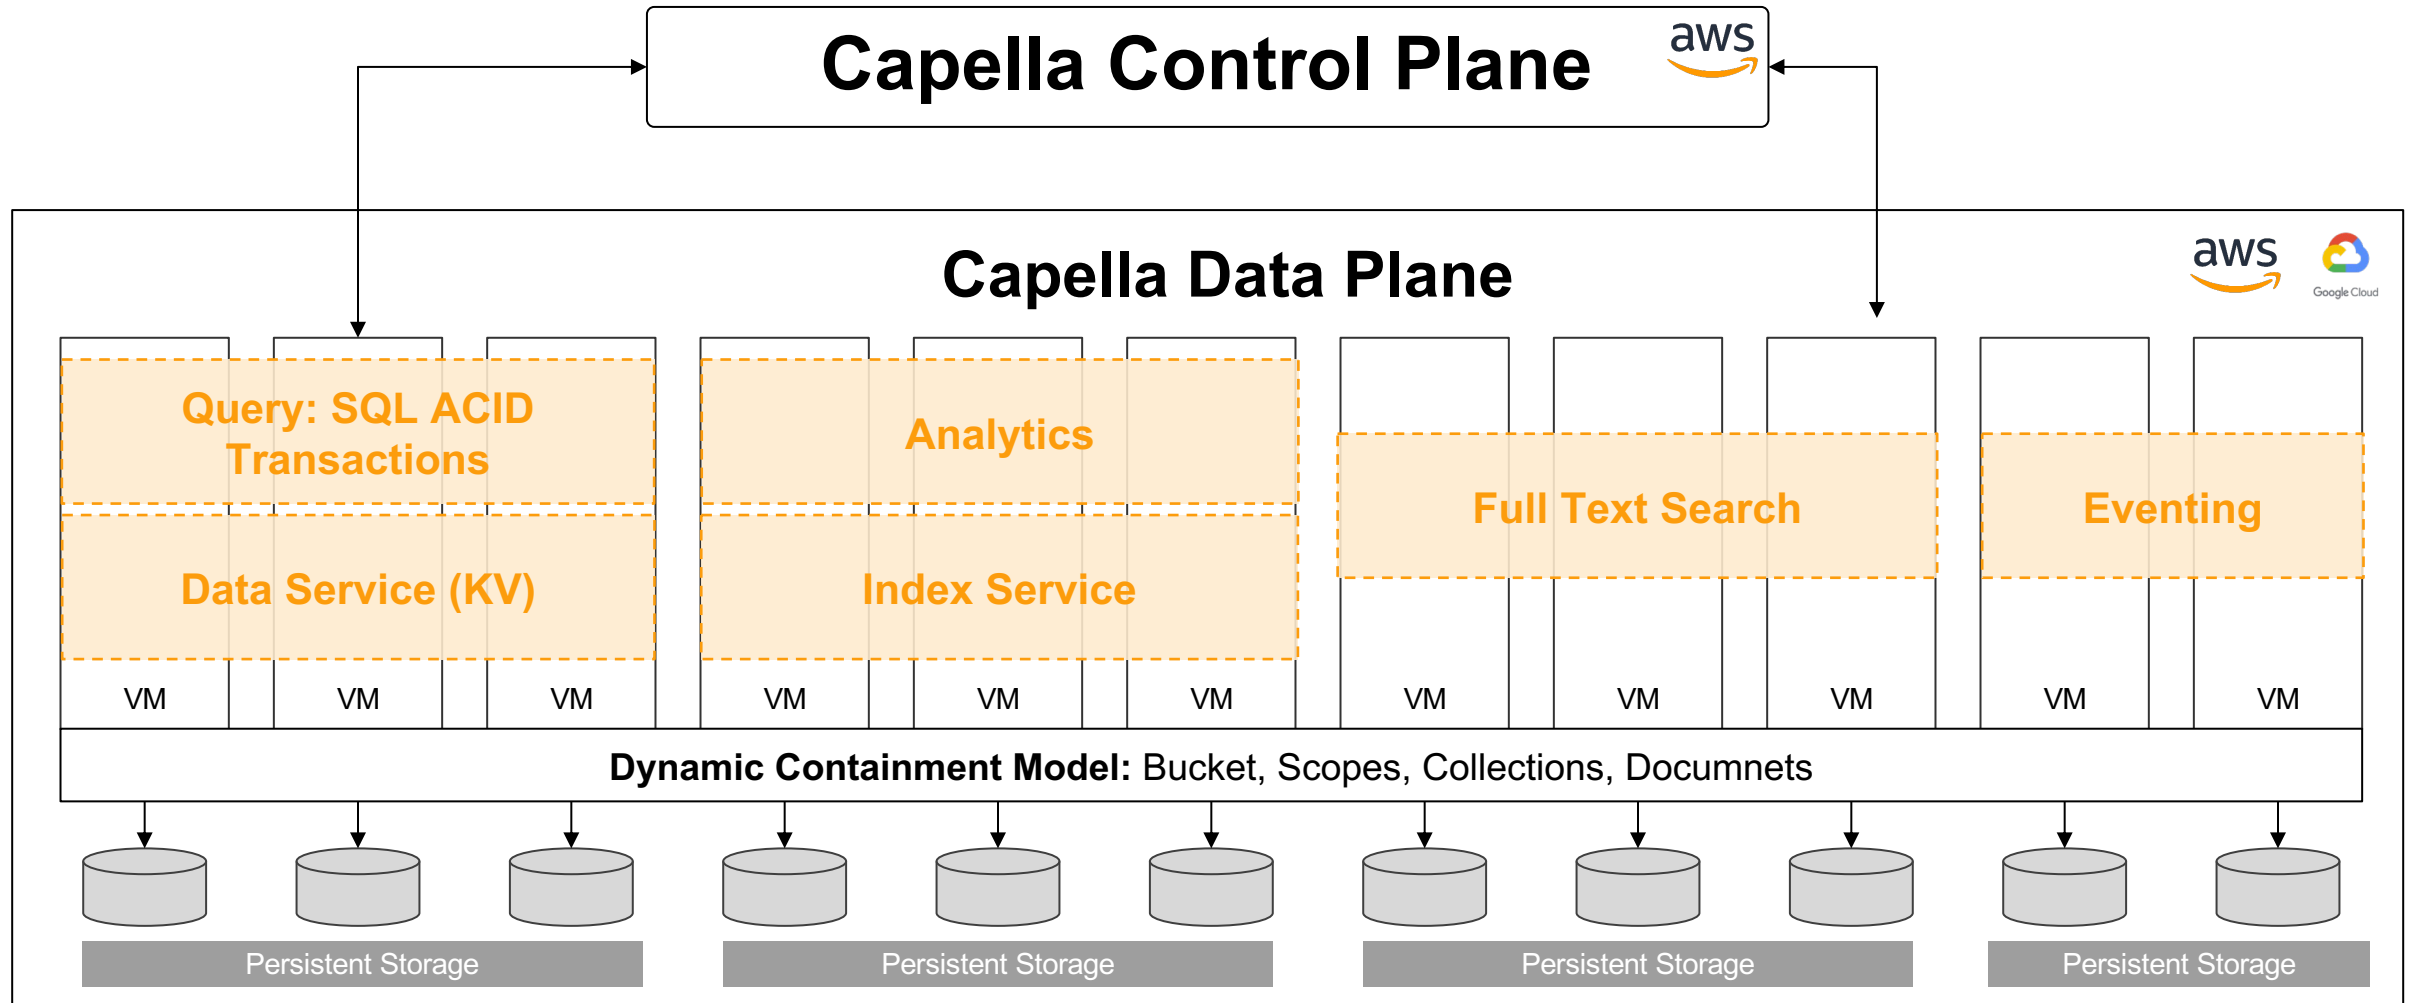 Capella Control Plane
aws
Capella Data Plane
aws
Google Cloud
Query: SQL ACID
Transactions
Analytics
Full Text Search
Eventing
Data Service (KV)
Index Service
VM VM VM VM VM VM VM VM VM VM VM
Dynamic Containment Model: Bucket, Scopes, Collections, Documnets
Persistent Storage Persistent Storage Persistent Storage Persistent Storage